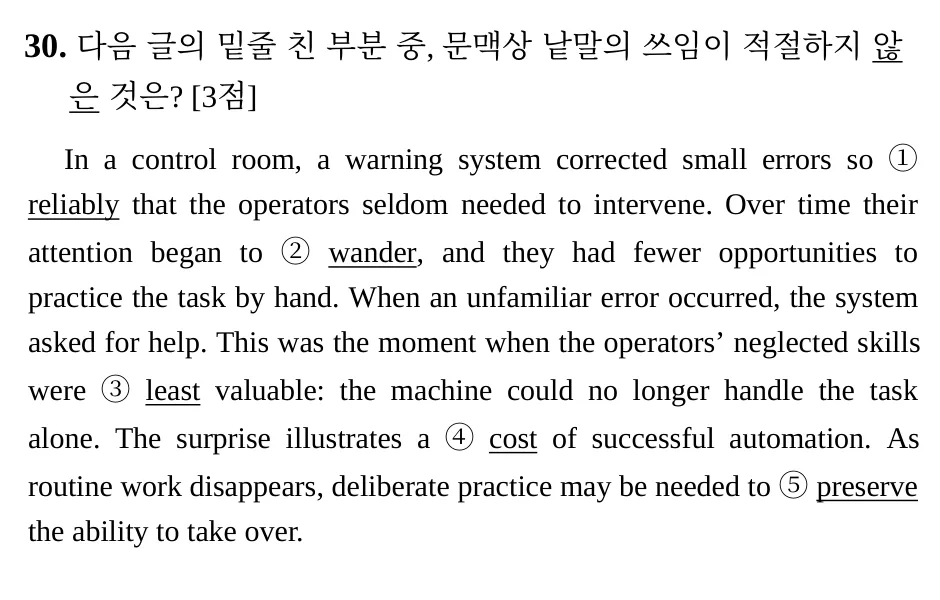 30. 다음 글의 밑줄 친 부분 중, 문맥상 낱말의 쓰임이 적절하지 않
은 것은? [3점]
In a control room, a warning system corrected small errors so ①
reliably that the operators seldom needed to intervene. Over time their
attention began to ② wander, and they had fewer opportunities to
practice the task by hand. When an unfamiliar error occurred, the system
asked for help. This was the moment when the operators’ neglected skills
were ③ least valuable: the machine could no longer handle the task
alone. The surprise illustrates a ④ cost of successful automation. As
routine work disappears, deliberate practice may be needed to ⑤ preserve
the ability to take over.